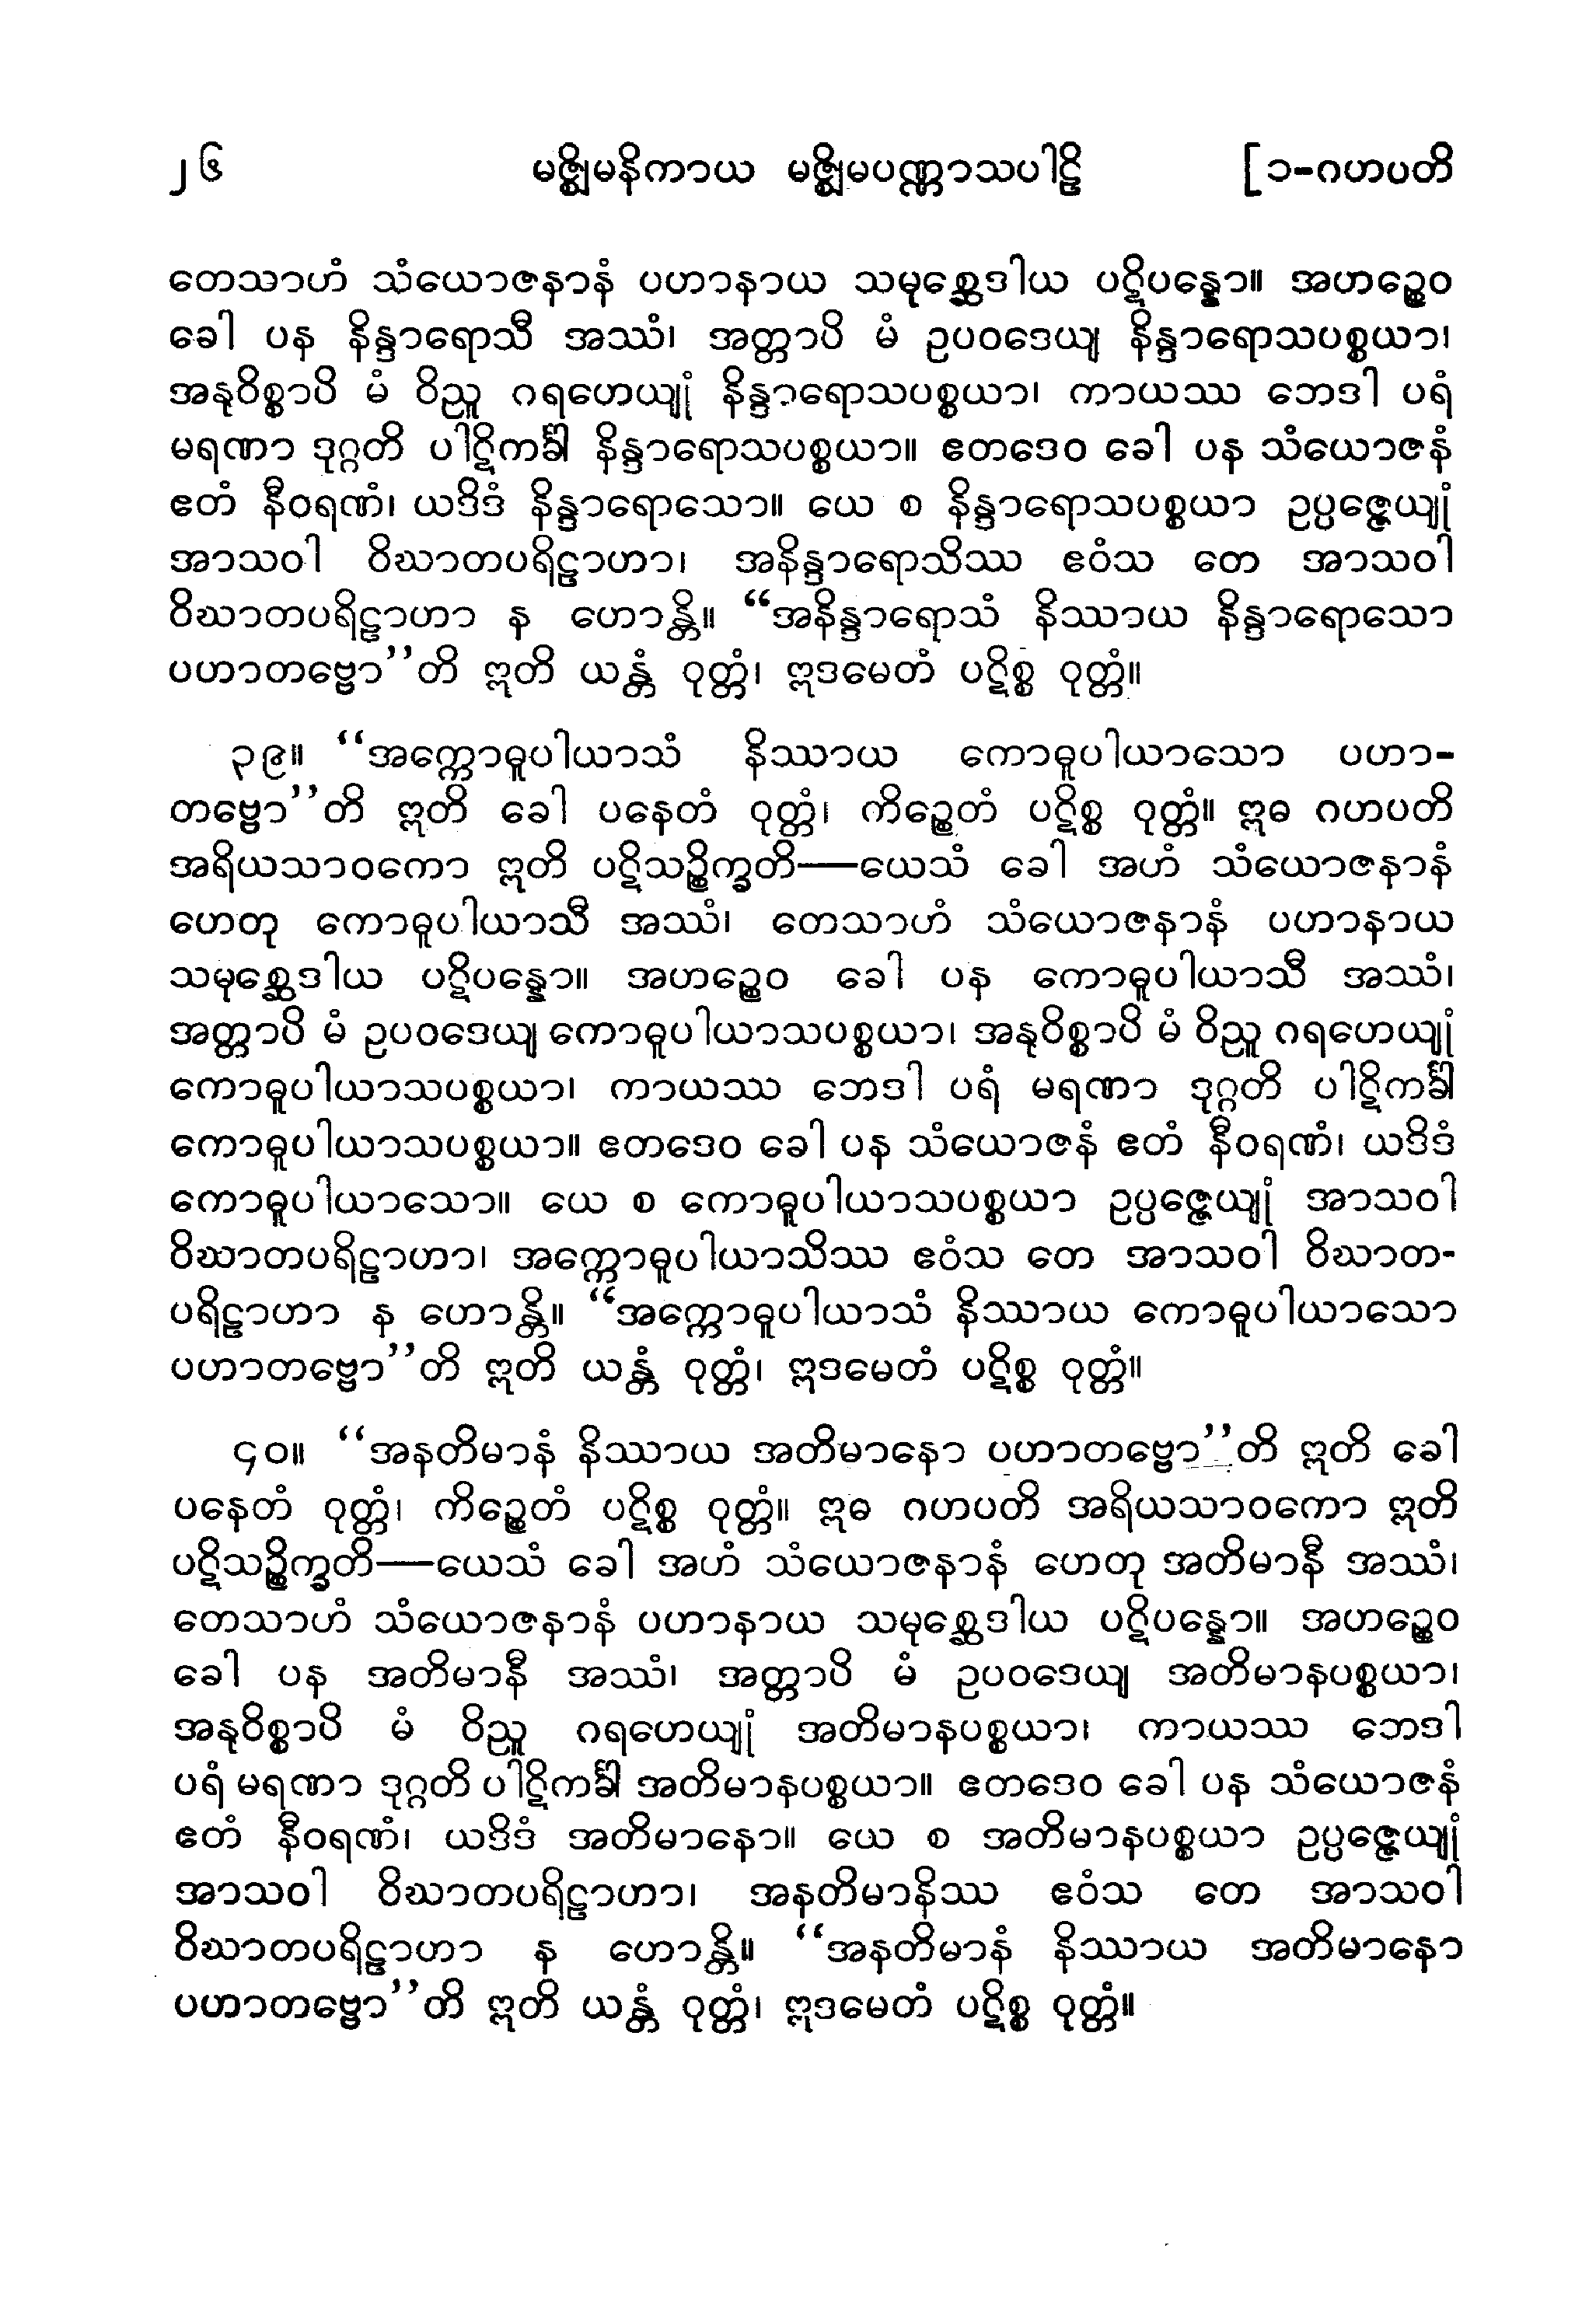 ၂၆ မဇ္ဈိမနိကာယ မဇ္ဈိမပဏ္ဏာသပါဠိ [၁-ဂဟပတိ
တေသာဟံ သံယောဇနာနံ ပဟာနာယ သမုစ္ဆေဒါယ ပဋိပန္နော။ အဟဉ္စေဝ
ခေါ ပန နိန္ဒာရောသီ အဿံ၊ အတ္တာပိ မံ ဥပဝဒေယျ နိန္ဒာရောသပစ္စယာ၊
အနုဝိစ္စာပိ မံ ဝိညူ ဂရဟေယျုံ နိန္ဒာရောသပစ္စယာ၊ ကာယဿ ဘေဒါ ပရံ
မရဏာ ဒုဂ္ဂတိ ပါဋိကင်္ခါ နိန္ဒာရောသပစ္စယာ။ ဧတဒေဝ ခေါ ပန သံယောဇနံ
ဧတံ နီဝရဏံ၊ ယဒိဒံ နိန္ဒာရောသော။ ယေ စ နိန္ဒာရောသပစ္စယာ ဥပ္ပဇ္ဇေယျုံ
အာသဝါ ဝိဃာတပရိဠာဟာ၊ အနိန္ဒာရောသိဿ ဧဝံသ တေ အာသဝါ
ဝိဃာတပရိဠာဟာ န ဟောန္တိ။ “အနိန္ဒာရောသံ နိဿာယ နိန္ဒာရောသော
ပဟာတဗ္ဗော’’တိ ဣတိ ယန္တံ ဝုတ္တံ၊ ဣဒမေတံ ပဋိစ္စ ဝုတ္တံ။
၃၉။ ‘‘အက္ကောဓူပါယာသံ နိဿာယ ကောဓူပါယာသော ပဟာ-
တဗ္ဗော’’တိ ဣတိ ခေါ ပနေတံ ဝုတ္တံ၊ ကိဉ္စေတံ ပဋိစ္စ ဝုတ္တံ။ ဣဓ ဂဟပတိ
အရိယသာဝကော ဣတိ ပဋိသဉ္စိက္ခတိ—ယေသံ ခေါ အဟံ သံယောဇနာနံ
ဟေတု ကောဓူပါယာသီ အဿံ၊ တေသာဟံ သံယောဇနာနံ ပဟာနာယ
သမုစ္ဆေဒါယ ပဋိပန္နော။ အဟဉ္စေဝ ခေါ ပန ကောဓူပါယာသီ အဿံ၊
အတ္တာပိ မံ ဥပဝဒေယျ ကောဓူပါယာသပစ္စယာ၊ အနုဝိစ္စာပိ မံ ဝိညူ ဂရဟေယျုံ
ကောဓူပါယာသပစ္စယာ၊ ကာယဿ ဘေဒါ ပရံ မရဏာ ဒုဂ္ဂတိ ပါဋိကင်္ခါ
ကောဓူပါယာသပစ္စယာ။ ဧတဒေဝ ခေါ ပန သံယောဇနံ ဧတံ နီဝရဏံ၊ ယဒိဒံ
ကောဓူပါယာသော။ ယေ စ ကောဓူပါယာသပစ္စယာ ဥပ္ပဇ္ဇေယျုံ အာသဝါ
ဝိဃာတပရိဠာဟာ၊ အက္ကောဓူပါယာသိဿ ဧဝံသ တေ အာသဝါ ဝိဃာတ-
ပရိဠာဟာ န ဟောန္တိ။ “အက္ကောဓူပါယာသံ နိဿာယ ကောဓူပါယာသော
ပဟာတဗ္ဗော’’တိ ဣတိ ယန္တံ ဝုတ္တံ၊ ဣဒမေတံ ပဋိစ္စ ဝုတ္တံ။
၄၀။ ‘‘အနတိမာနံ နိဿာယ အတိမာနော ပဟာတဗ္ဗော’’တိ ဣတိ ခေါ
ပနေတံ ဝုတ္တံ၊ ကိဉ္စေတံ ပဋိစ္စ ဝုတ္တံ။ ဣဓ ဂဟပတိ အရိယသာဝကော ဣတိ
ပဋိသဉ္စိက္ခတိ—ယေသံ ခေါ အဟံ သံယောဇနာနံ ဟေတု အတိမာနီ အဿံ၊
တေသာဟံ သံယောဇနာနံ ပဟာနာယ သမုစ္ဆေဒါယ ပဋိပန္နော။ အဟဉ္စေဝ
ခေါ ပန အတိမာနီ အဿံ၊ အတ္တာပိ မံ ဥပဝဒေယျ အတိမာနပစ္စယာ၊
အနုဝိစ္စာပိ မံ ဝိညူ ဂရဟေယျုံ အတိမာနပစ္စယာ၊ ကာယဿ ဘေဒါ
ပရံ မရဏာ ဒုဂ္ဂတိ ပါဋိကင်္ခါ အတိမာနပစ္စယာ။ ဧတဒေဝ ခေါ ပန သံယောဇနံ
ဧတံ နီဝရဏံ၊ ယဒိဒံ အတိမာနော။ ယေ စ အတိမာနပစ္စယာ ဥပ္ပဇ္ဇေယျုံ
အာသဝါ ဝိဃာတပရိဠာဟာ၊ အနတိမာနိဿ ဧဝံသ တေ အာသဝါ
ဝိဃာတပရိဠာဟာ န ဟောန္တိ။ ‘‘အနတိမာနံ နိဿာယ အတိမာနော
ပဟာတဗ္ဗော’’တိ ဣတိ ယန္တံ ဝုတ္တံ၊ ဣဒမေတံ ပဋိစ္စ ဝုတ္တံ။